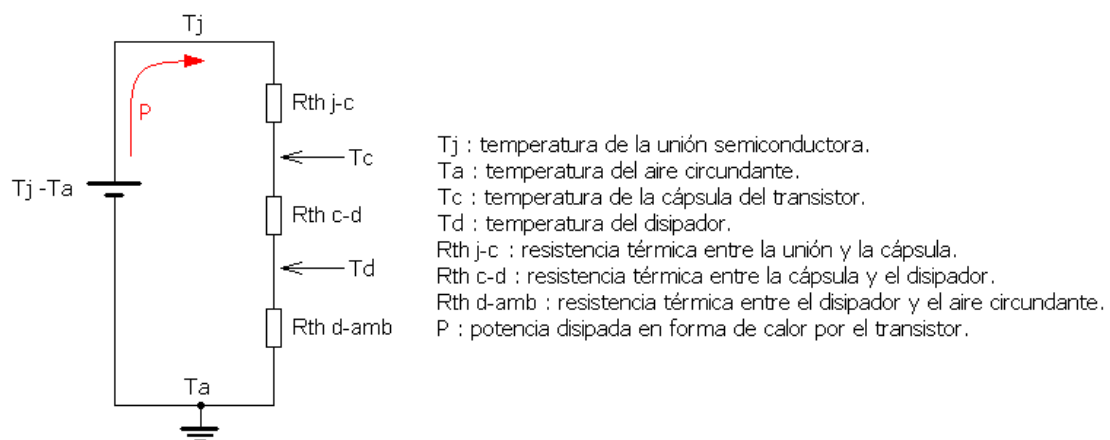 Tj
P
Rth j-c
Tc
Tj -Ta
Rth c-d
Td
Rth d-amb
Ta
Tj : temperatura de la unión semiconductora.
Ta : temperatura del aire circundante.
Tc : temperatura de la cápsula del transistor.
Td : temperatura del disipador.
Rth j-c : resistencia térmica entre la unión y la cápsula.
Rth c-d : resistencia térmica entre la cápsula y el disipador.
Rth d-amb : resistencia térmica entre el disipador y el aire circundante.
P : potencia disipada en forma de calor por el transistor.